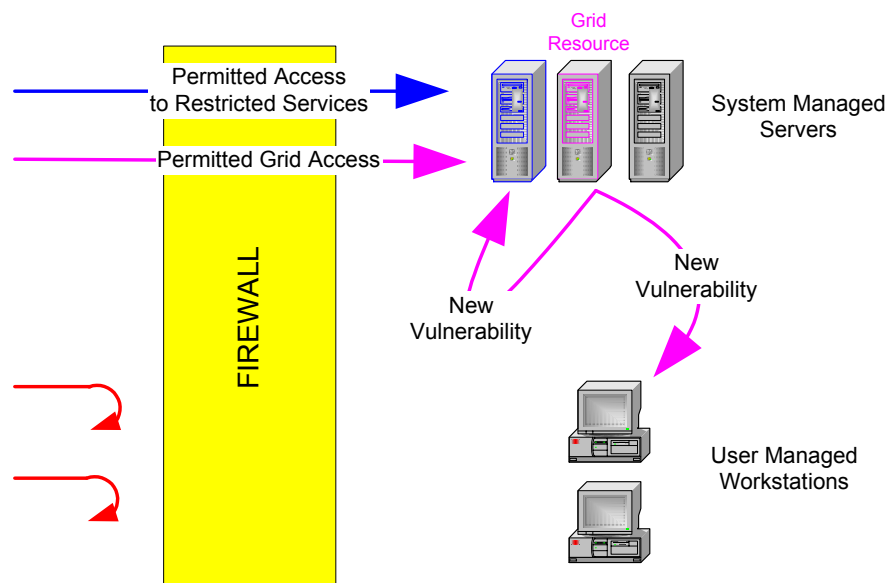 Grid
Resource
Permitted Access
to Restricted Services
System Managed
Servers
Permitted Grid Access
FIREWALL
New
Vulnerability
New
Vulnerability
User Managed
Workstations